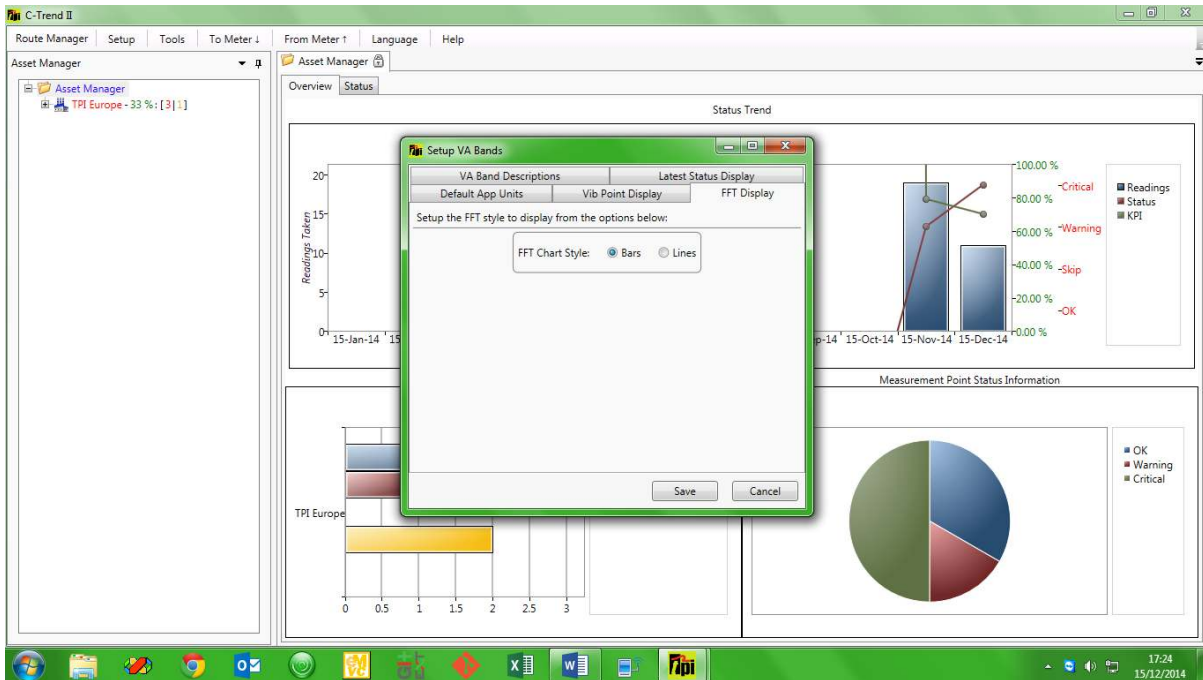 C-Trend II
Route Manager Setup Tools To Meter ↓ From Meter ↑ Language Help
Asset Manager
Asset Manager
Asset Manager
TPI Europe - 33 % : [ 3 | 1 ]
Overview Status
Status Trend
20
15
10
5
0
Readings Taken
15-Jan-14 15
p-14 15-Oct-14 15-Nov-14 15-Dec-14
100.00 %
80.00 %
60.00 %
40.00 %
20.00 %
0.00 %
Critical
Warning
Skip
OK
Readings
Status
KPI
Setup VA Bands
VA Band Descriptions Latest Status Display
Default App Units Vib Point Display FFT Display
Setup the FFT style to display from the options below:
FFT Chart Style: Bars Lines
Save Cancel
TPI Europe
0 0.5 1 1.5 2 2.5 3
Measurement Point Status Information
OK
Warning
Critical
17:24
15/12/2014